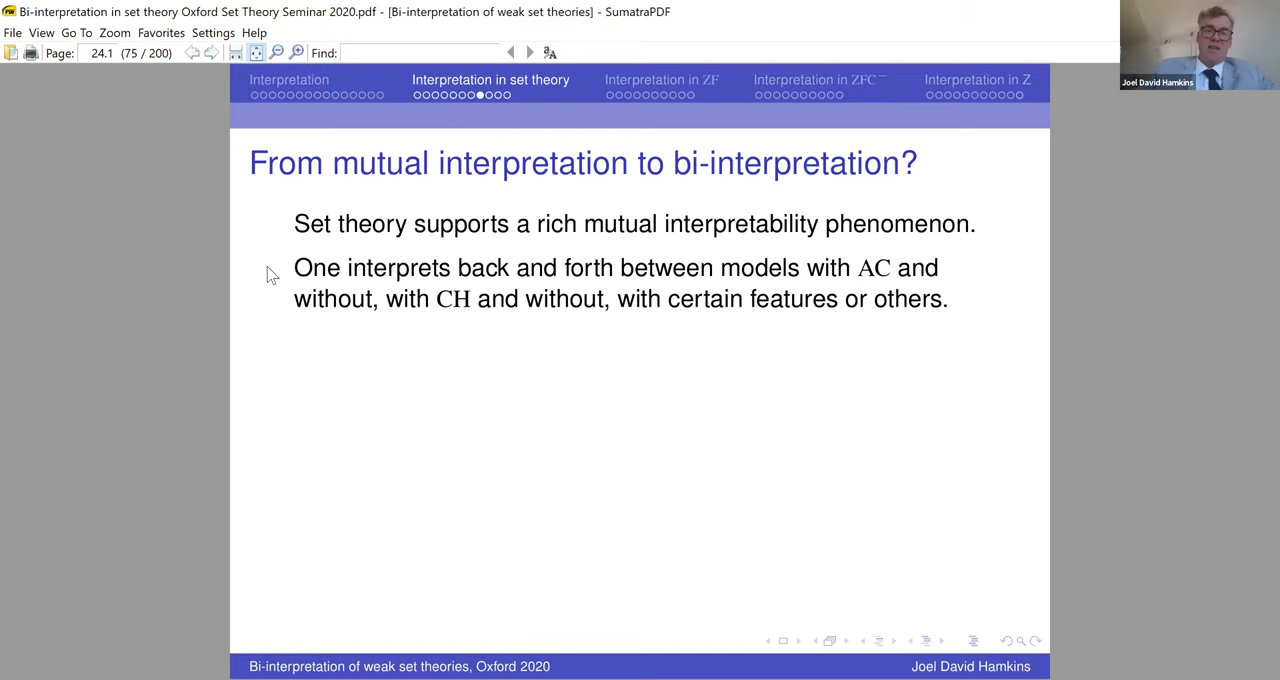 Bi-interpretation in set theory Oxford Set Theory Seminar 2020.pdf - [Bi-interpretation of weak set theories] - SumatraPDF
File View Go To Zoom Favorites Settings Help
Page: 24.1 (75 / 200) Find:
Joel David Hamkins
Interpretation Interpretation in set theory Interpretation in ZF Interpretation in ZFC⁻ Interpretation in Z
From mutual interpretation to bi-interpretation?
Set theory supports a rich mutual interpretability phenomenon.
One interprets back and forth between models with AC and
without, with CH and without, with certain features or others.
Bi-interpretation of weak set theories, Oxford 2020 Joel David Hamkins